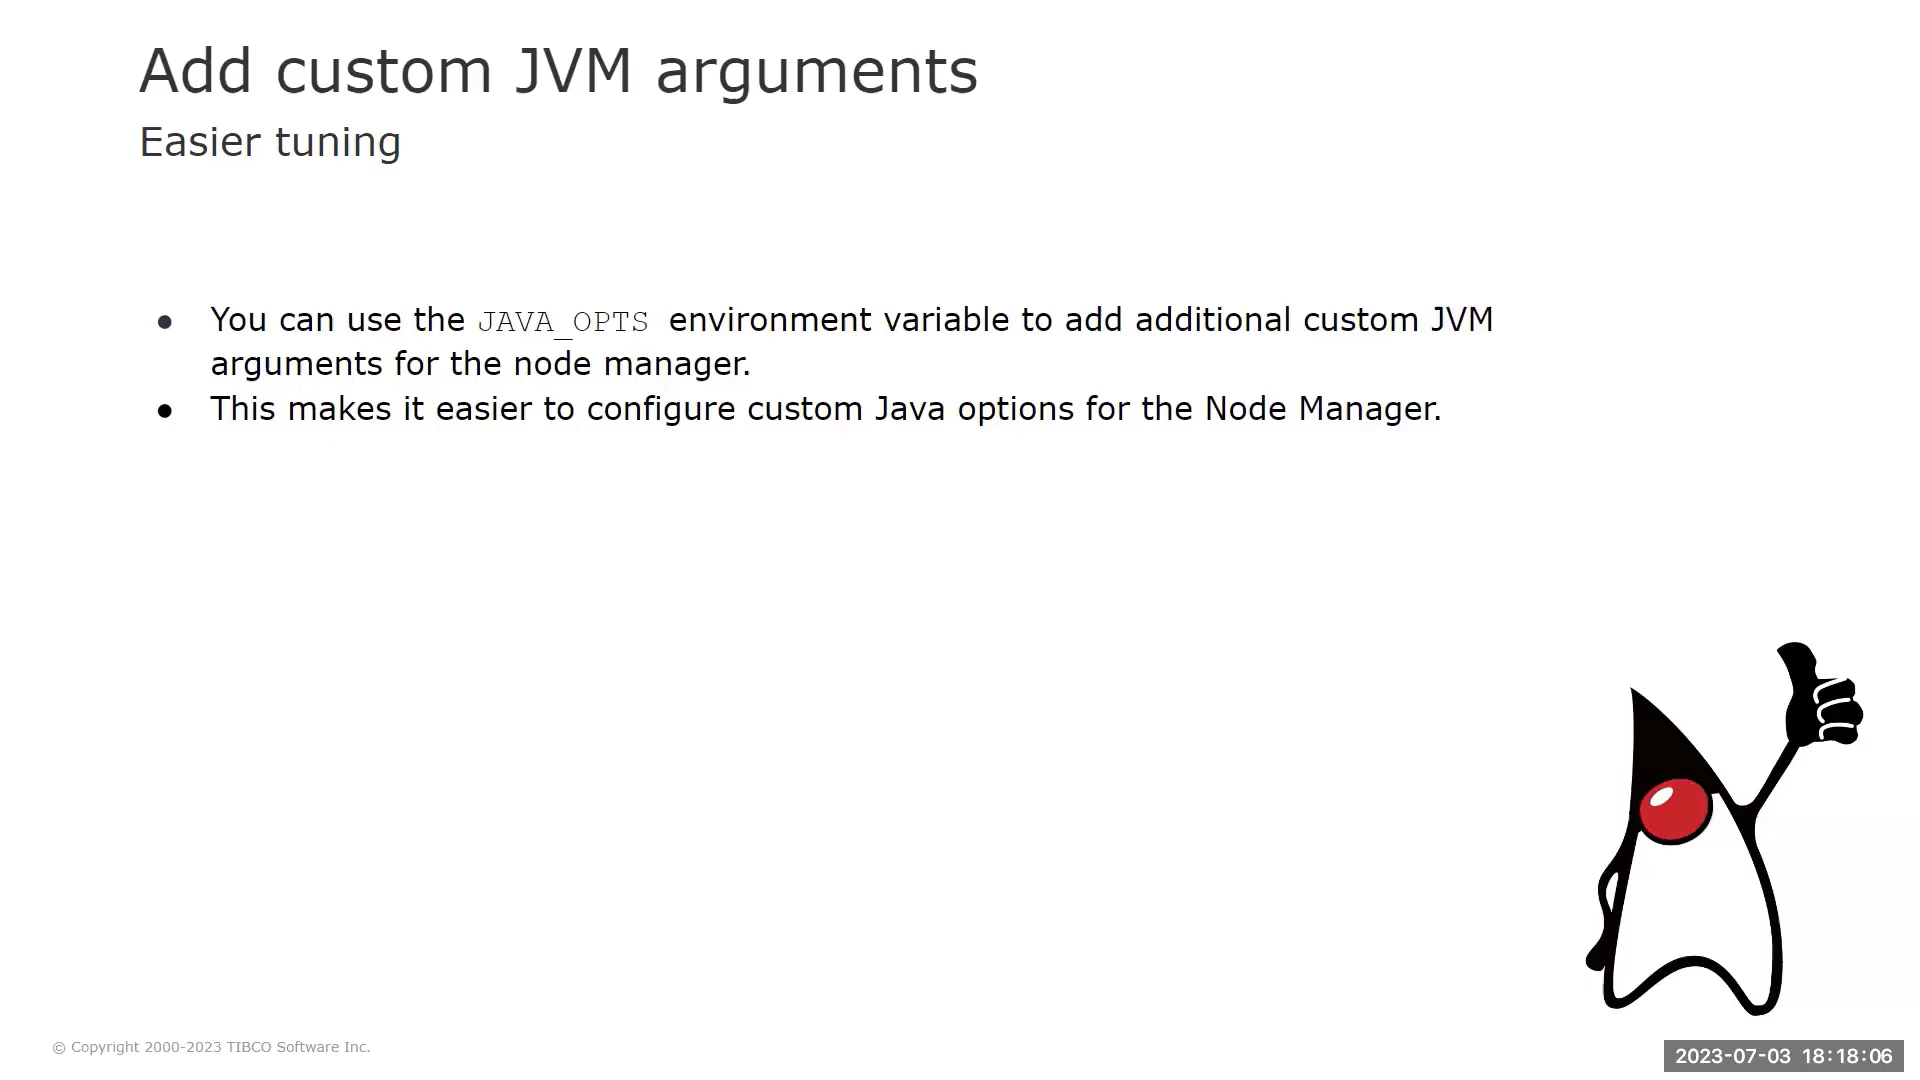 Add custom JVM arguments
Easier tuning
● You can use the JAVA_OPTS environment variable to add additional custom JVM
arguments for the node manager.
● This makes it easier to configure custom Java options for the Node Manager.
© Copyright 2000-2023 TIBCO Software Inc.
2023-07-03 18:18:06